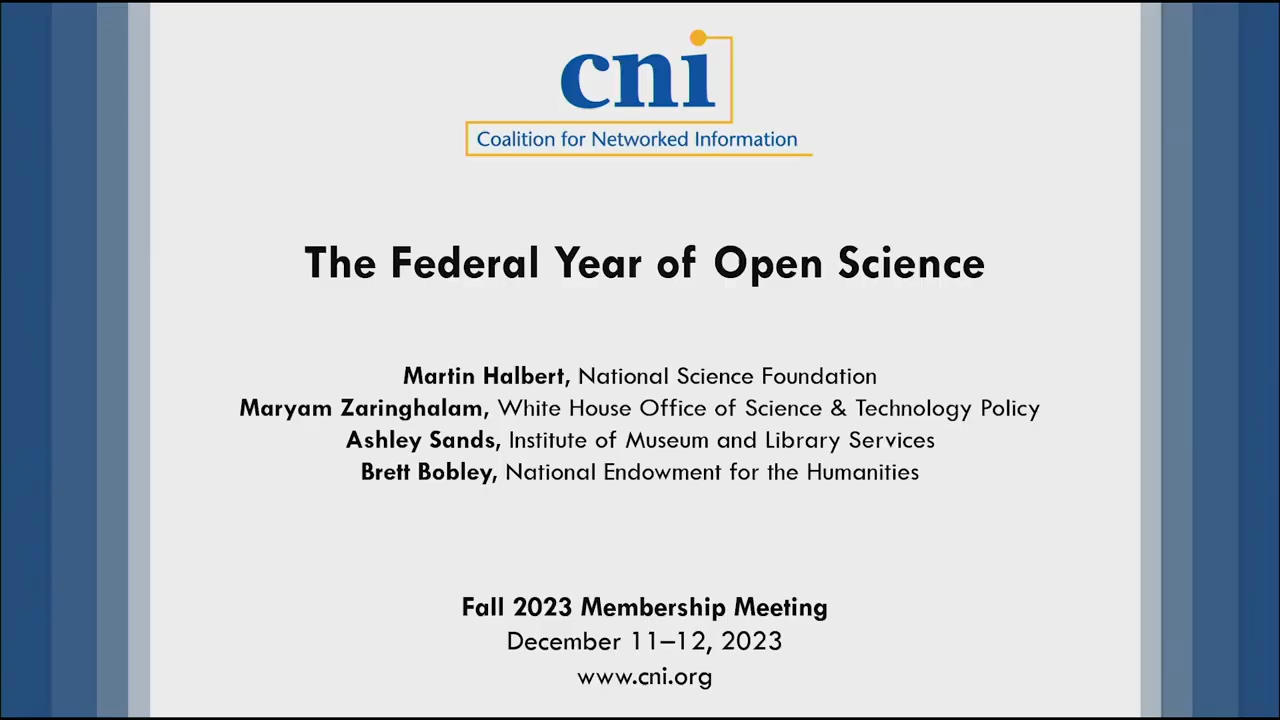 cni
Coalition for Networked Information
The Federal Year of Open Science
Martin Halbert, National Science Foundation
Maryam Zaringhalam, White House Office of Science & Technology Policy
Ashley Sands, Institute of Museum and Library Services
Brett Bobley, National Endowment for the Humanities
Fall 2023 Membership Meeting
December 11–12, 2023
www.cni.org